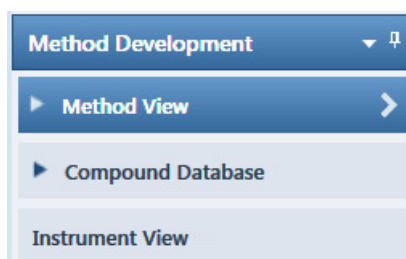 Method Development
Method View
Compound Database
Instrument View